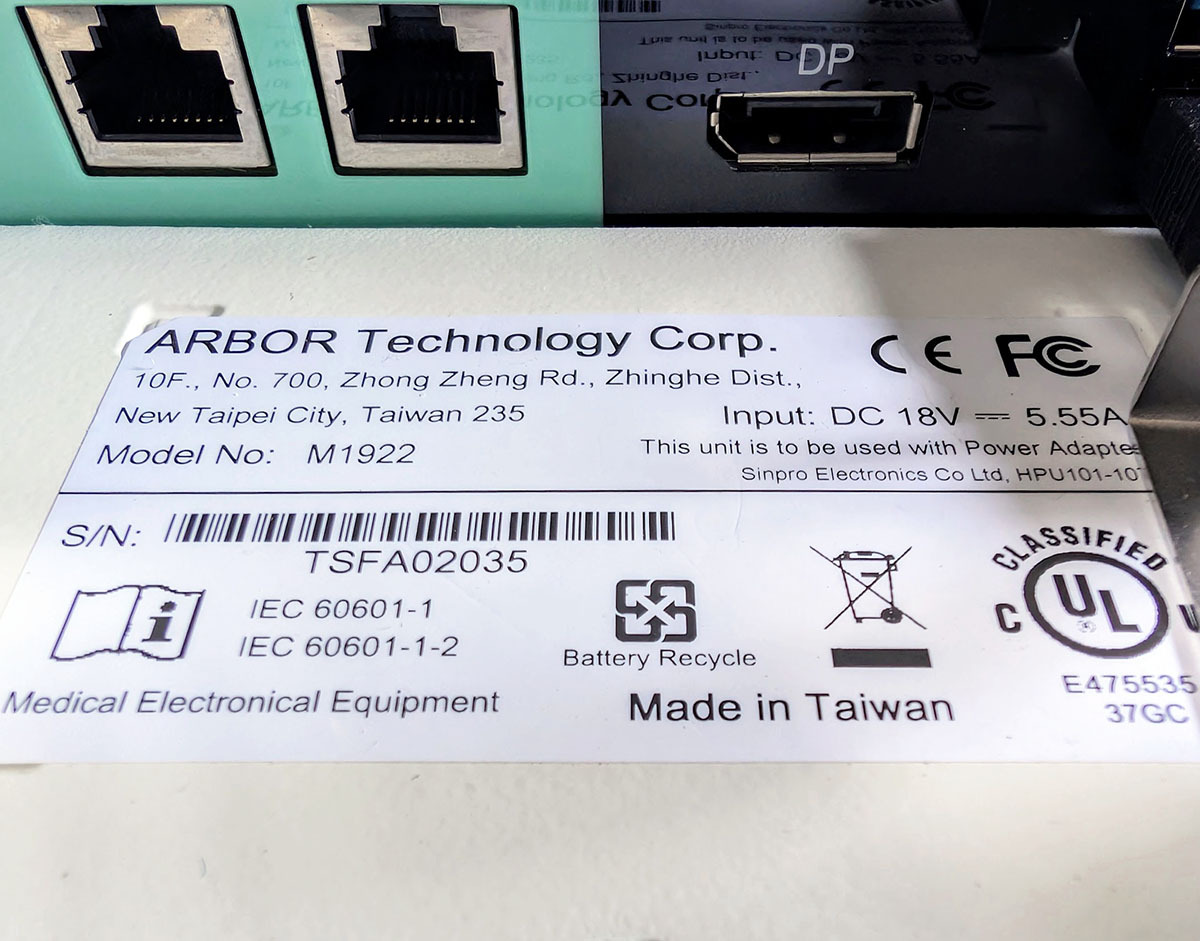 DP
ARBOR Technology Corp.
CE FC
10F., No. 700, Zhong Zheng Rd., Zhinghe Dist.,
New Taipei City, Taiwan 235
Input: DC 18V ⎓ 5.55A
Model No: M1922
This unit is to be used with Power Adapte
Sinpro Electronics Co Ltd, HPU101-10
S/N:
TSFA02035
IEC 60601-1
IEC 60601-1-2
Battery Recycle
Medical Electronical Equipment
Made in Taiwan
CLASSIFIED
C UL
E475535
37GC